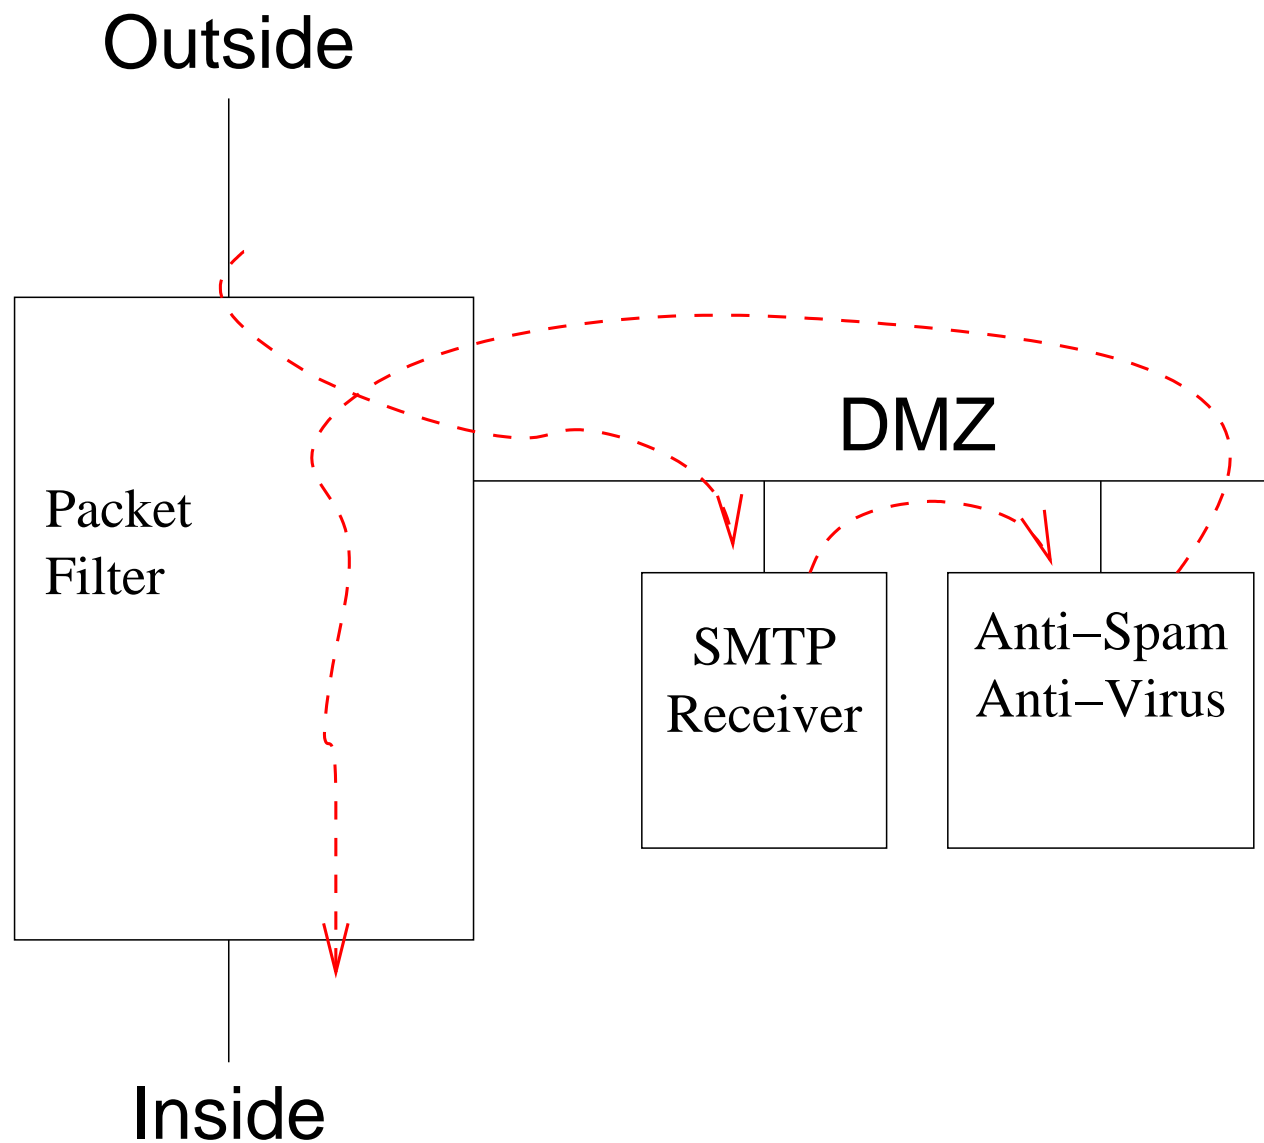 Outside
DMZ
Packet
Filter
SMTP
Receiver
Anti–Spam
Anti–Virus
Inside